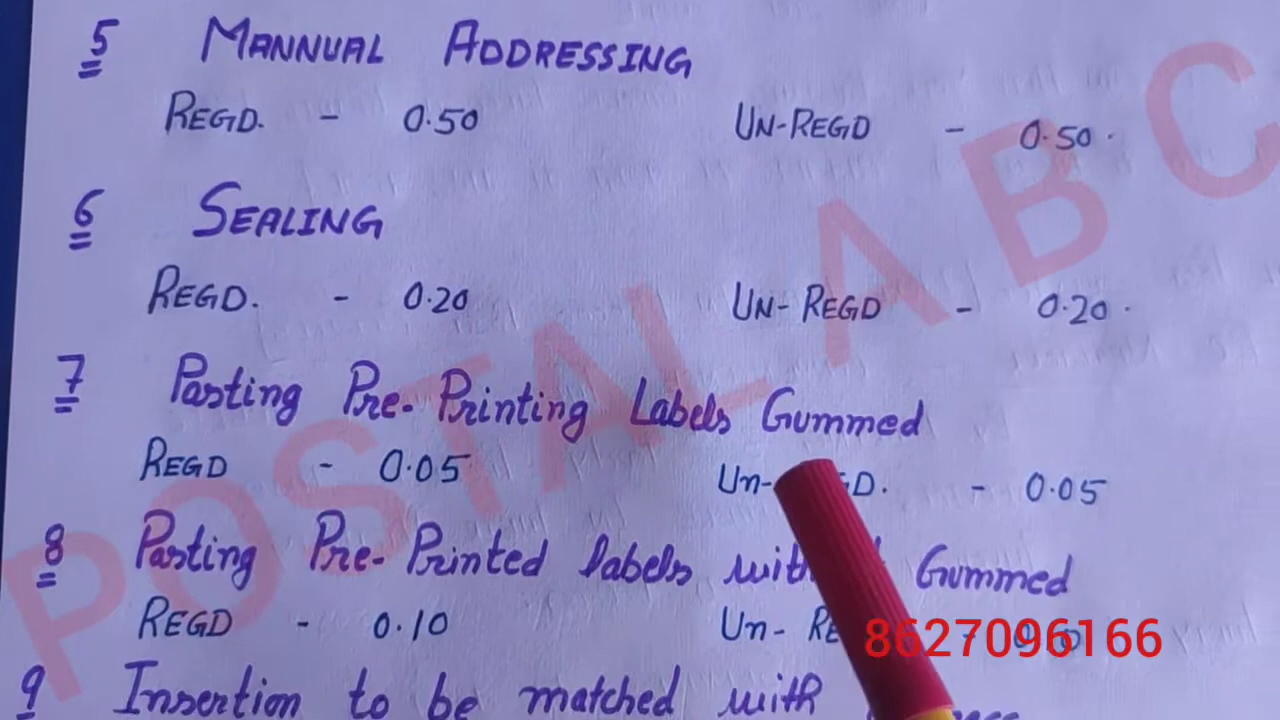 5 MANNUAL ADDRESSING
REGD. - 0.50 UN-REGD - 0.50.
6 SEALING
REGD. - 0.20 UN-REGD - 0.20.
7 Pasting Pre-Printing Labels Gummed
REGD - 0.05 - 0.05
8 Pasting Pre-Printed labels Gummed
REGD - 0.10
8627096166
9 Insertion to be matched with
POSTAL ABC